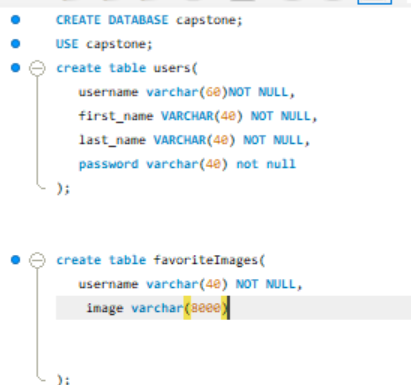 CREATE DATABASE capstone;
USE capstone;
create table users(
username varchar(60)NOT NULL,
first_name VARCHAR(40) NOT NULL,
last_name VARCHAR(40) NOT NULL,
password varchar(40) not null
);
create table favoriteImages(
username varchar(40) NOT NULL,
image varchar(8000)
);